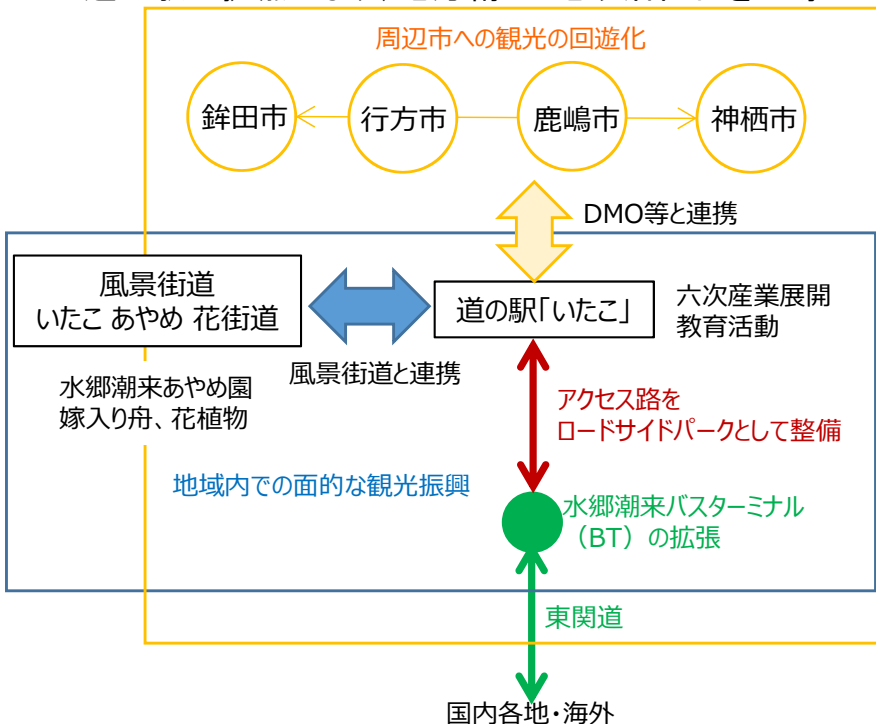 周辺市への観光の回遊化
鉾田市
行方市
鹿嶋市
神栖市
DMO等と連携
風景街道
いたこ あやめ 花街道
道の駅「いたこ」
六次産業展開
教育活動
風景街道と連携
水郷潮来あやめ園
嫁入り舟、花植物
アクセス路を
ロードサイドパークとして整備
地域内での面的な観光振興
水郷潮来バスターミナル
（BT）の拡張
東関道
国内各地・海外